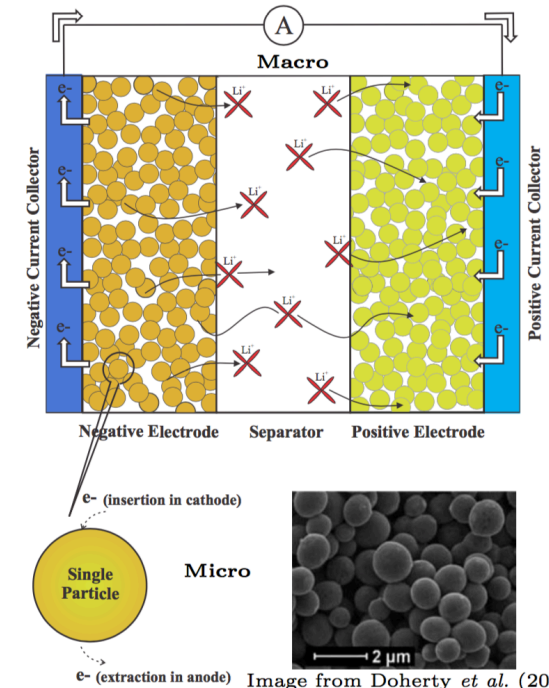 A
Macro
e-
Li+
Li+
e-
e-
Li+
e-
Li+
e-
Li+
e-
Li+
e-
Li+
e-
Li+
e-
Li+
Negative Current Collector
Positive Current Collector
Negative Electrode Separator Positive Electrode
e- (insertion in cathode)
Single
Particle
Micro
2 µm
e- (extraction in anode)
Image from Doherty et al. (20